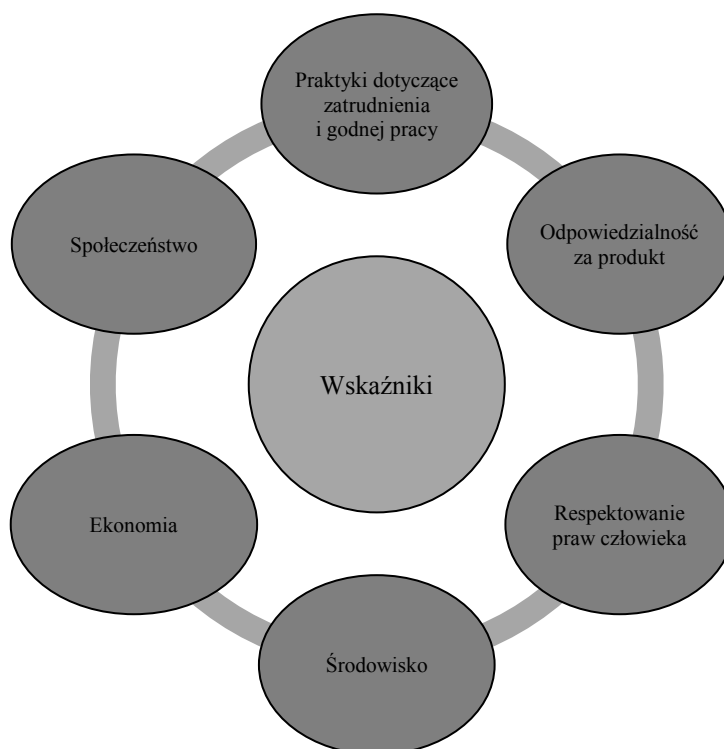 Praktyki dotyczące
zatrudnienia
i godnej pracy
Społeczeństwo
Odpowiedzialność
za produkt
Wskaźniki
Ekonomia
Respektowanie
praw człowieka
Środowisko